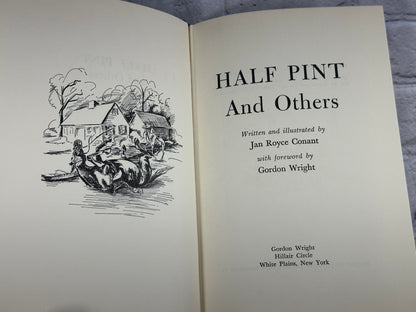 HALF PINT
And Others
Written and illustrated by
Jan Royce Conant
with foreword by
Gordon Wright
Gordon Wright
Hillair Circle
White Plains, New York